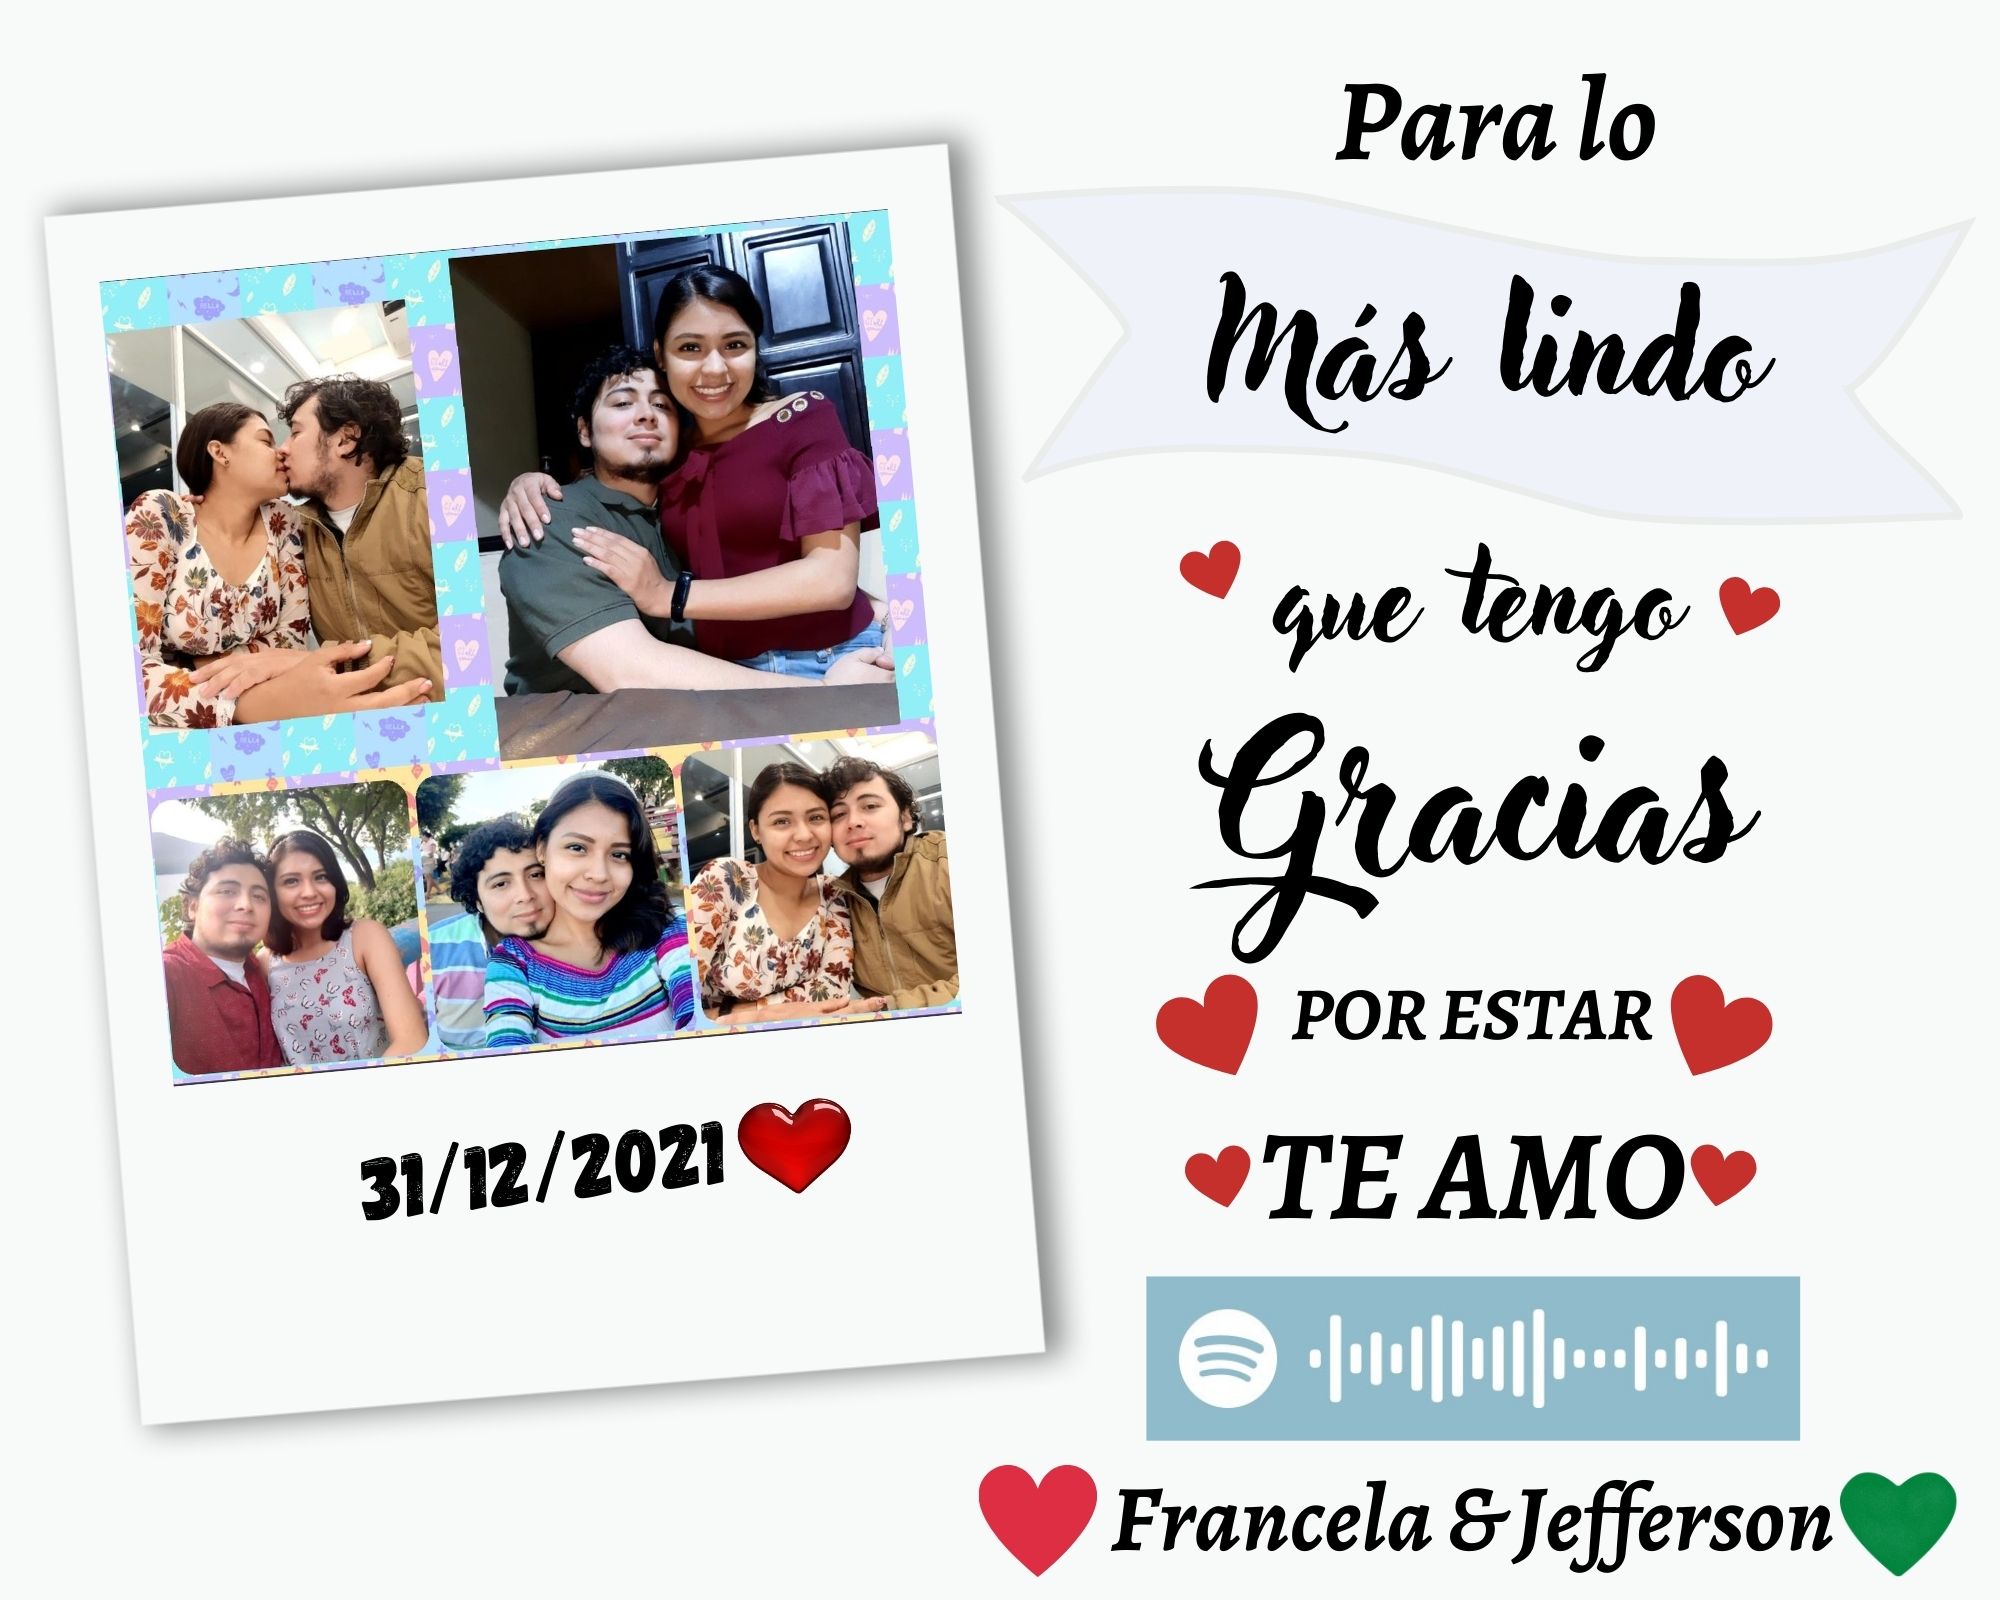 31/12/2021
Para lo
Más lindo
que tengo
Gracias
POR ESTAR
TE AMO
Francela & Jefferson